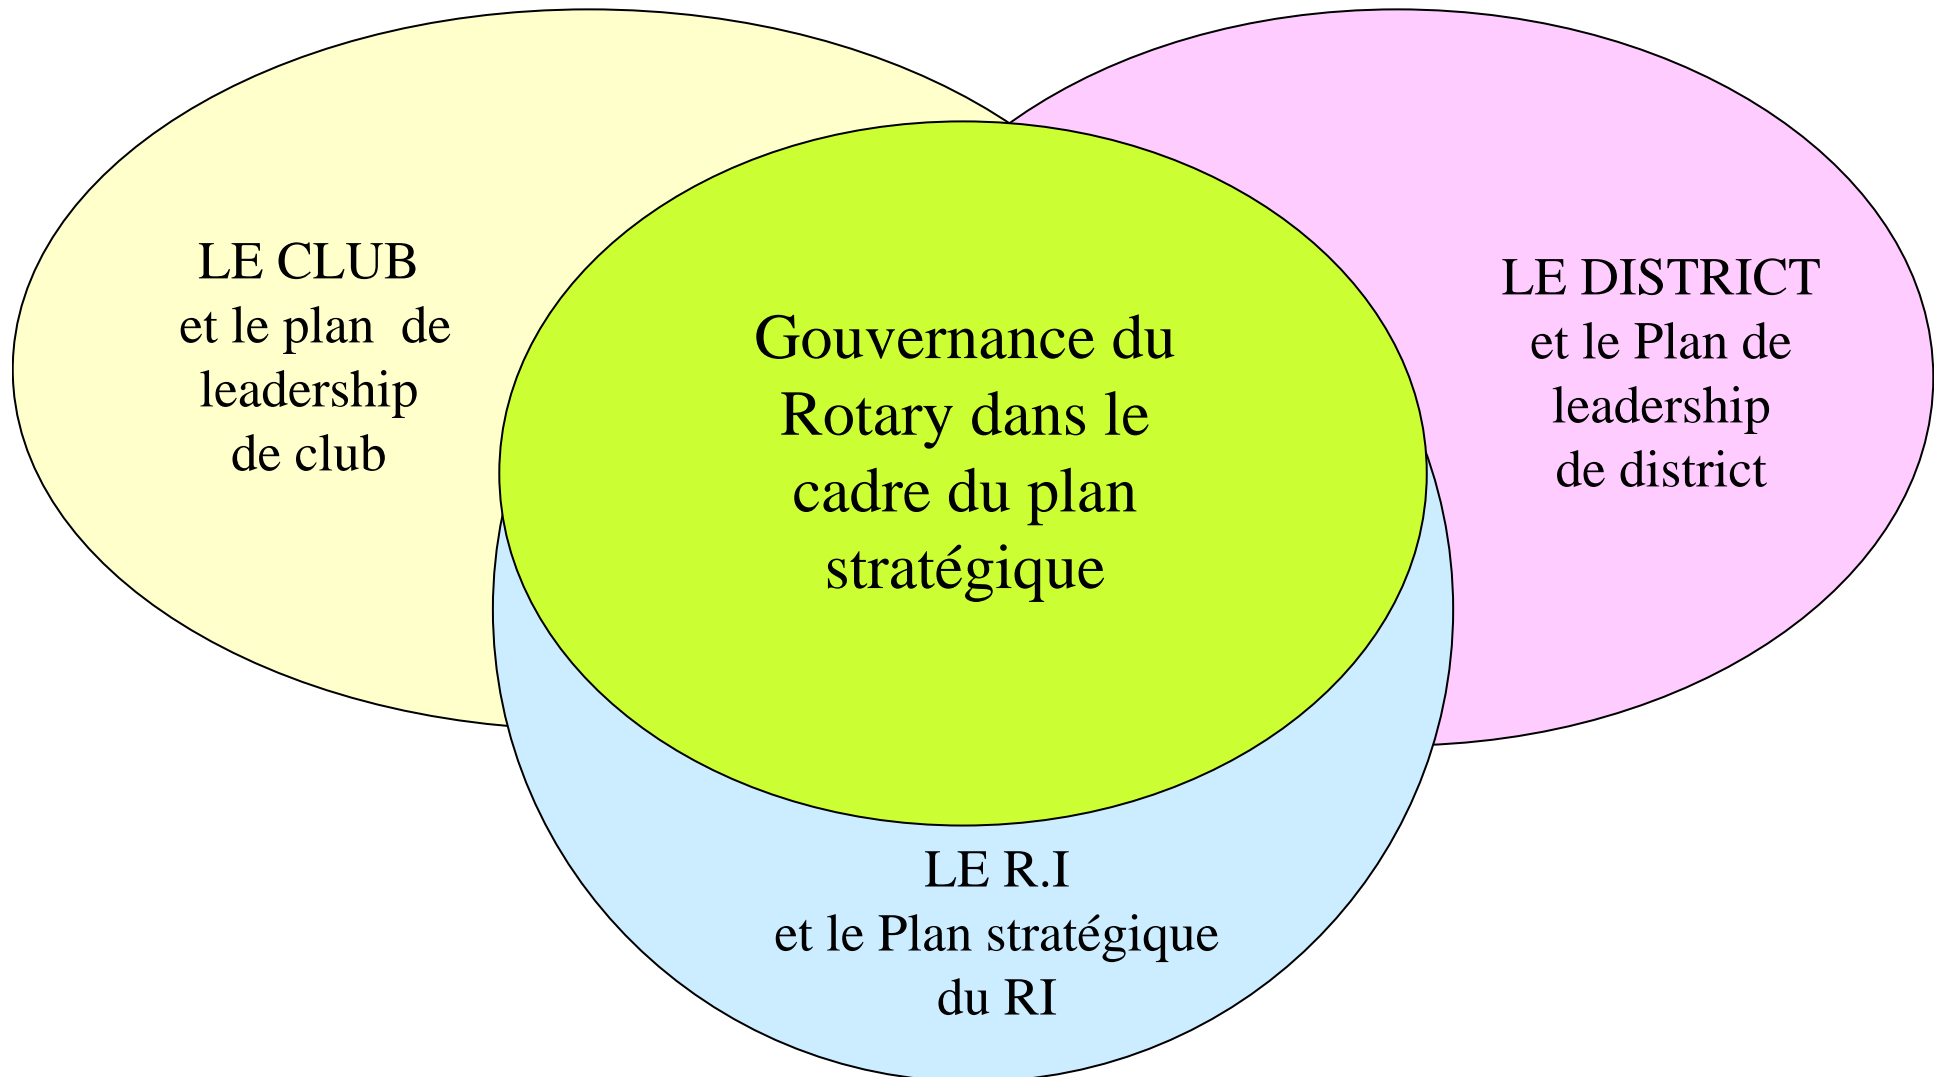 LE CLUB
et le plan  de
leadership
de club
Gouvernance du
Rotary dans le
cadre du plan
stratégique
LE DISTRICT
et le Plan de
leadership
de district
LE R.I
et le Plan stratégique
du RI